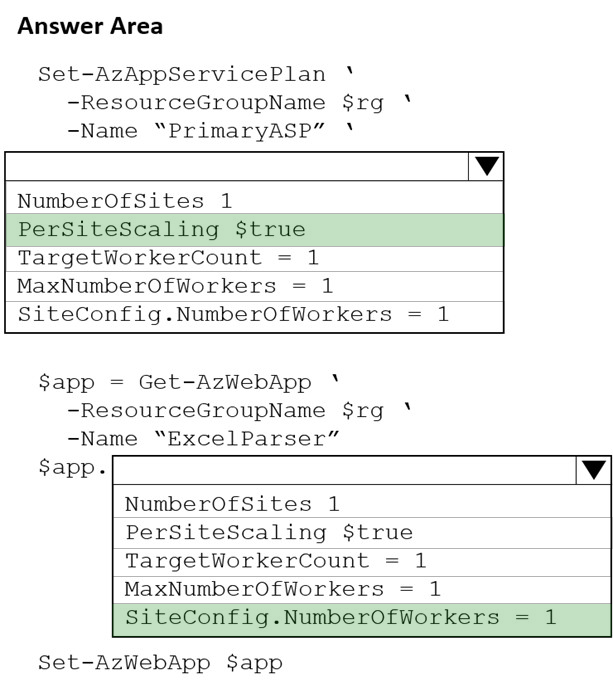 Answer Area
Set-AzAppServicePlan `
-ResourceGroupName $rg `
-Name “PrimaryASP” `
NumberOfSites 1
PerSiteScaling $true
TargetWorkerCount = 1
MaxNumberOfWorkers = 1
SiteConfig.NumberOfWorkers = 1
$app = Get-AzWebApp `
-ResourceGroupName $rg `
-Name “ExcelParser”
$app.
NumberOfSites 1
PerSiteScaling $true
TargetWorkerCount = 1
MaxNumberOfWorkers = 1
SiteConfig.NumberOfWorkers = 1
Set-AzWebApp $app